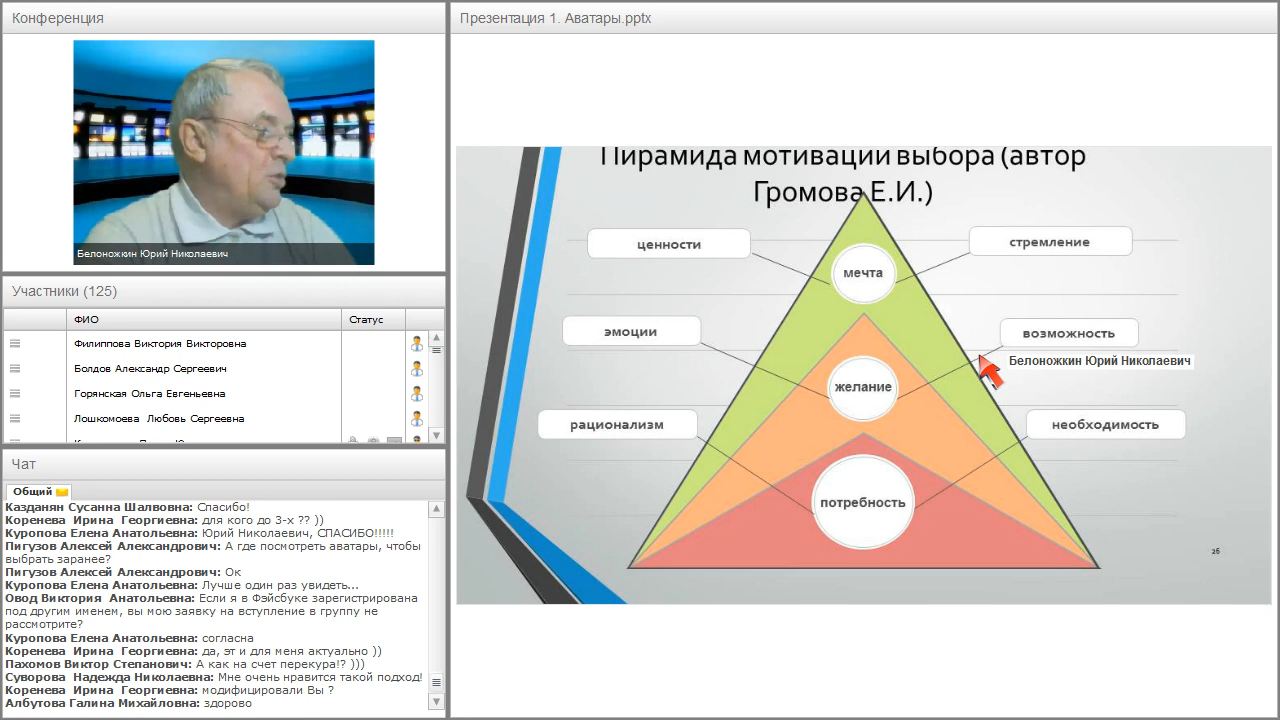 Конференция
Белоножкин Юрий Николаевич
Участники (125)
ФИО
Статус
Филиппова Виктория Викторовна
Болдов Александр Сергеевич
Горянская Ольга Евгеньевна
Лошкомоева Любовь Сергеевна
Чат
Общий
Казданян Сусанна Шалвовна: Спасибо!
Коренева Ирина Георгиевна: для кого до 3-х ?? ))
Куропова Елена Анатольевна: Юрий Николаевич, СПАСИБО!!!!!
Пигузов Алексей Александрович: А где посмотреть аватары, чтобы
выбрать заранее?
Пигузов Алексей Александрович: Ок
Куропова Елена Анатольевна: Лучше один раз увидеть...
Овод Виктория Анатольевна: Если я в Фэйсбуке зарегистрирована
под другим именем, вы мою заявку на вступление в группу не
рассмотрите?
Куропова Елена Анатольевна: согласна
Коренева Ирина Георгиевна: да, эт и для меня актуально ))
Пахомов Виктор Степанович: А как на счет перекура!? )))
Суворова Надежда Николаевна: Мне очень нравится такой подход!
Коренева Ирина Георгиевна: модифицировали Вы ?
Албутова Галина Михайловна: здорово
Презентация 1. Аватары.pptx
Пирамида мотивации выбора (автор
Громова Е.И.)
ценности
стремление
мечта
эмоции
возможность
Белоножкин Юрий Николаевич
желание
рационализм
необходимость
потребность
26